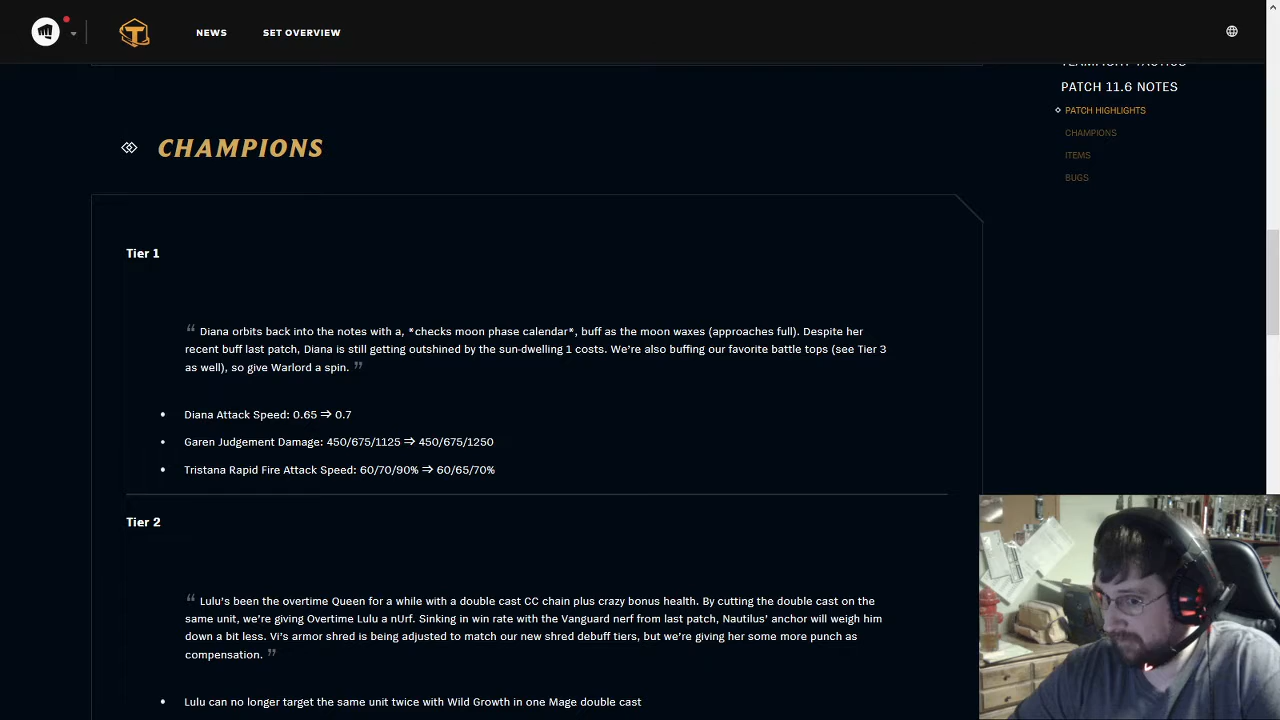 NEWS
SET OVERVIEW
TEAMFIGHT TACTICS
PATCH 11.6 NOTES
PATCH HIGHLIGHTS
CHAMPIONS
ITEMS
BUGS
CHAMPIONS
Tier 1
“ Diana orbits back into the notes with a, *checks moon phase calendar*, buff as the moon waxes (approaches full). Despite her
recent buff last patch, Diana is still getting outshined by the sun-dwelling 1 costs. We’re also buffing our favorite battle tops (see Tier 3
as well), so give Warlord a spin. ”
• Diana Attack Speed: 0.65 ⇒ 0.7
• Garen Judgement Damage: 450/675/1125 ⇒ 450/675/1250
• Tristana Rapid Fire Attack Speed: 60/70/90% ⇒ 60/65/70%
Tier 2
“ Lulu’s been the overtime Queen for a while with a double cast CC chain plus crazy bonus health. By cutting the double cast on the
same unit, we’re giving Overtime Lulu a nUrf. Sinking in win rate with the Vanguard nerf from last patch, Nautilus’ anchor will weigh him
down a bit less. Vi’s armor shred is being adjusted to match our new shred debuff tiers, but we’re giving her some more punch as
compensation. ”
• Lulu can no longer target the same unit twice with Wild Growth in one Mage double cast